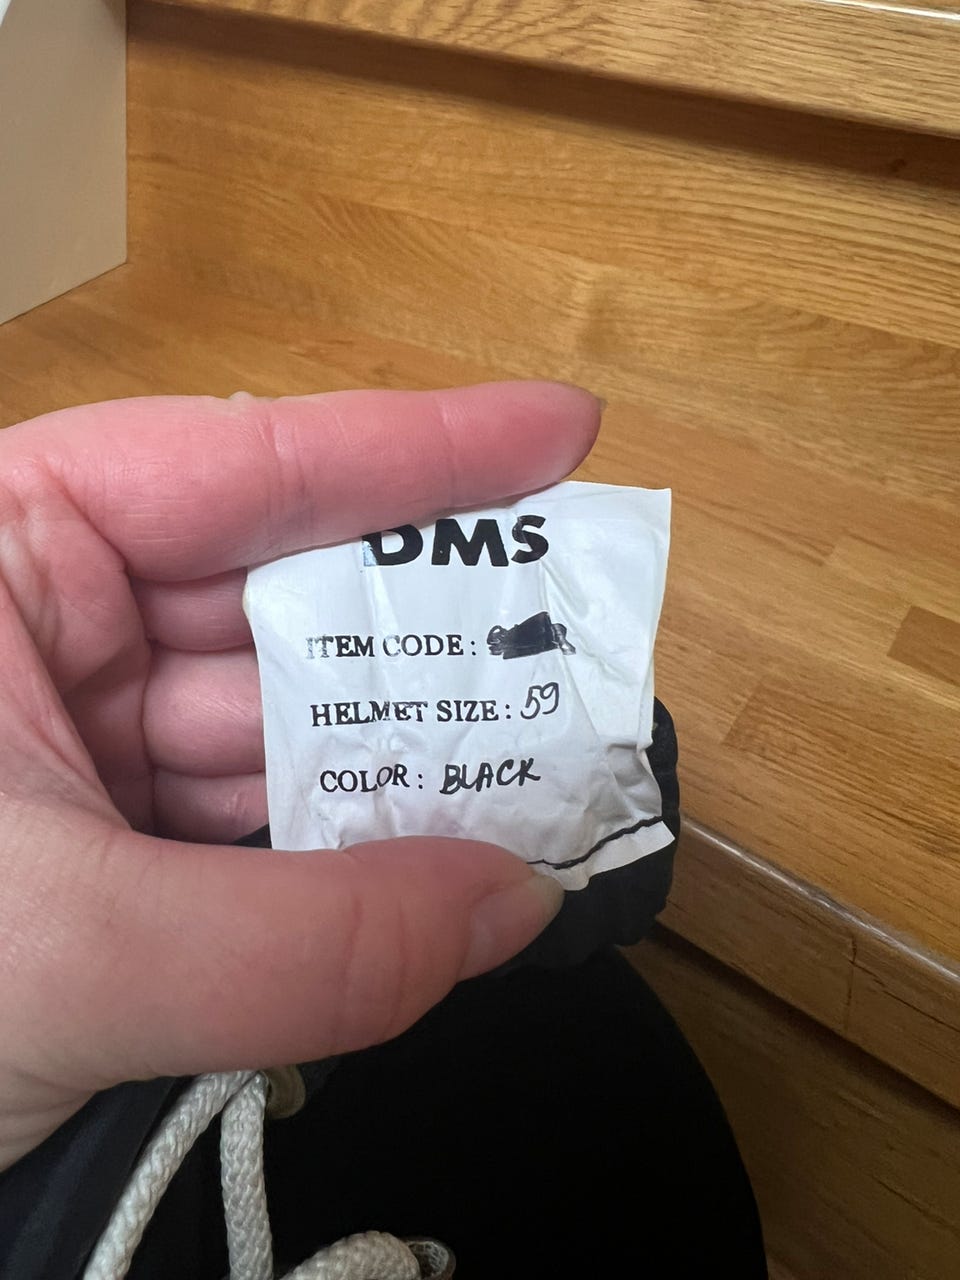 DMS
ITEM CODE:
HELMET SIZE: 59
COLOR: BLACK